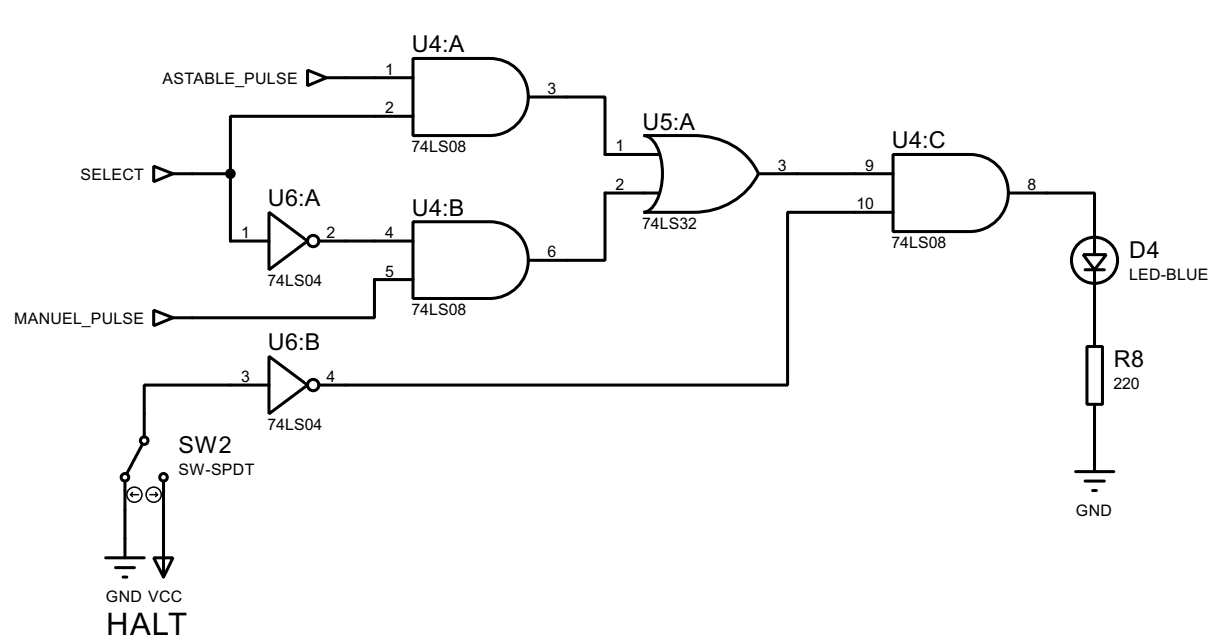 U4:A
ASTABLE_PULSE
1
2
3
74LS08
U5:A
1
2
3
74LS32
U4:C
9
10
8
74LS08
SELECT
U6:A
1
2
74LS04
U4:B
4
5
6
74LS08
MANUEL_PULSE
D4
LED-BLUE
U6:B
3
4
74LS04
R8
220
SW2
SW-SPDT
GND
GND VCC
HALT